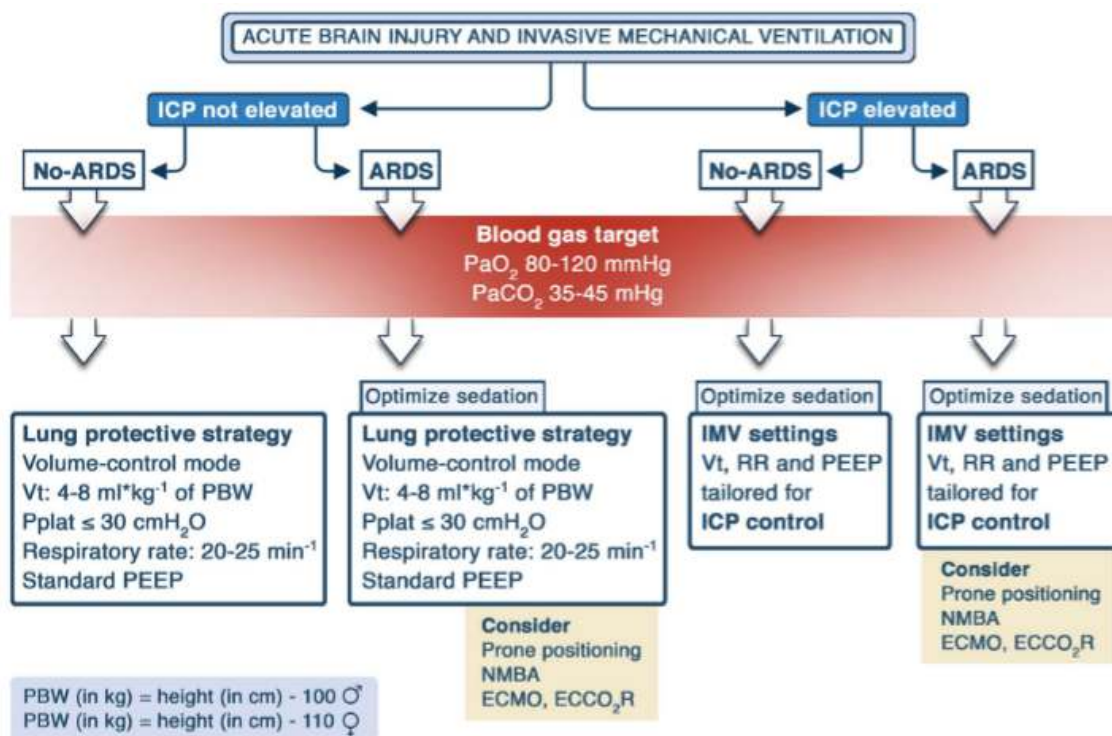 ACUTE BRAIN INJURY AND INVASIVE MECHANICAL VENTILATION
ICP not elevated
ICP elevated
No-ARDS
ARDS
No-ARDS
ARDS
Blood gas target
PaO₂ 80-120 mmHg
PaCO₂ 35-45 mHg
Lung protective strategy
Volume-control mode
Vt: 4-8 ml*kg⁻¹ of PBW
Pplat ≤ 30 cmH₂O
Respiratory rate: 20-25 min⁻¹
Standard PEEP
Optimize sedation
Lung protective strategy
Volume-control mode
Vt: 4-8 ml*kg⁻¹ of PBW
Pplat ≤ 30 cmH₂O
Respiratory rate: 20-25 min⁻¹
Standard PEEP
Consider
Prone positioning
NMBA
ECMO, ECCO₂R
Optimize sedation
IMV settings
Vt, RR and PEEP
tailored for
ICP control
Optimize sedation
IMV settings
Vt, RR and PEEP
tailored for
ICP control
Consider
Prone positioning
NMBA
ECMO, ECCO₂R
PBW (in kg) = height (in cm) - 100 ♂
PBW (in kg) = height (in cm) - 110 ♀